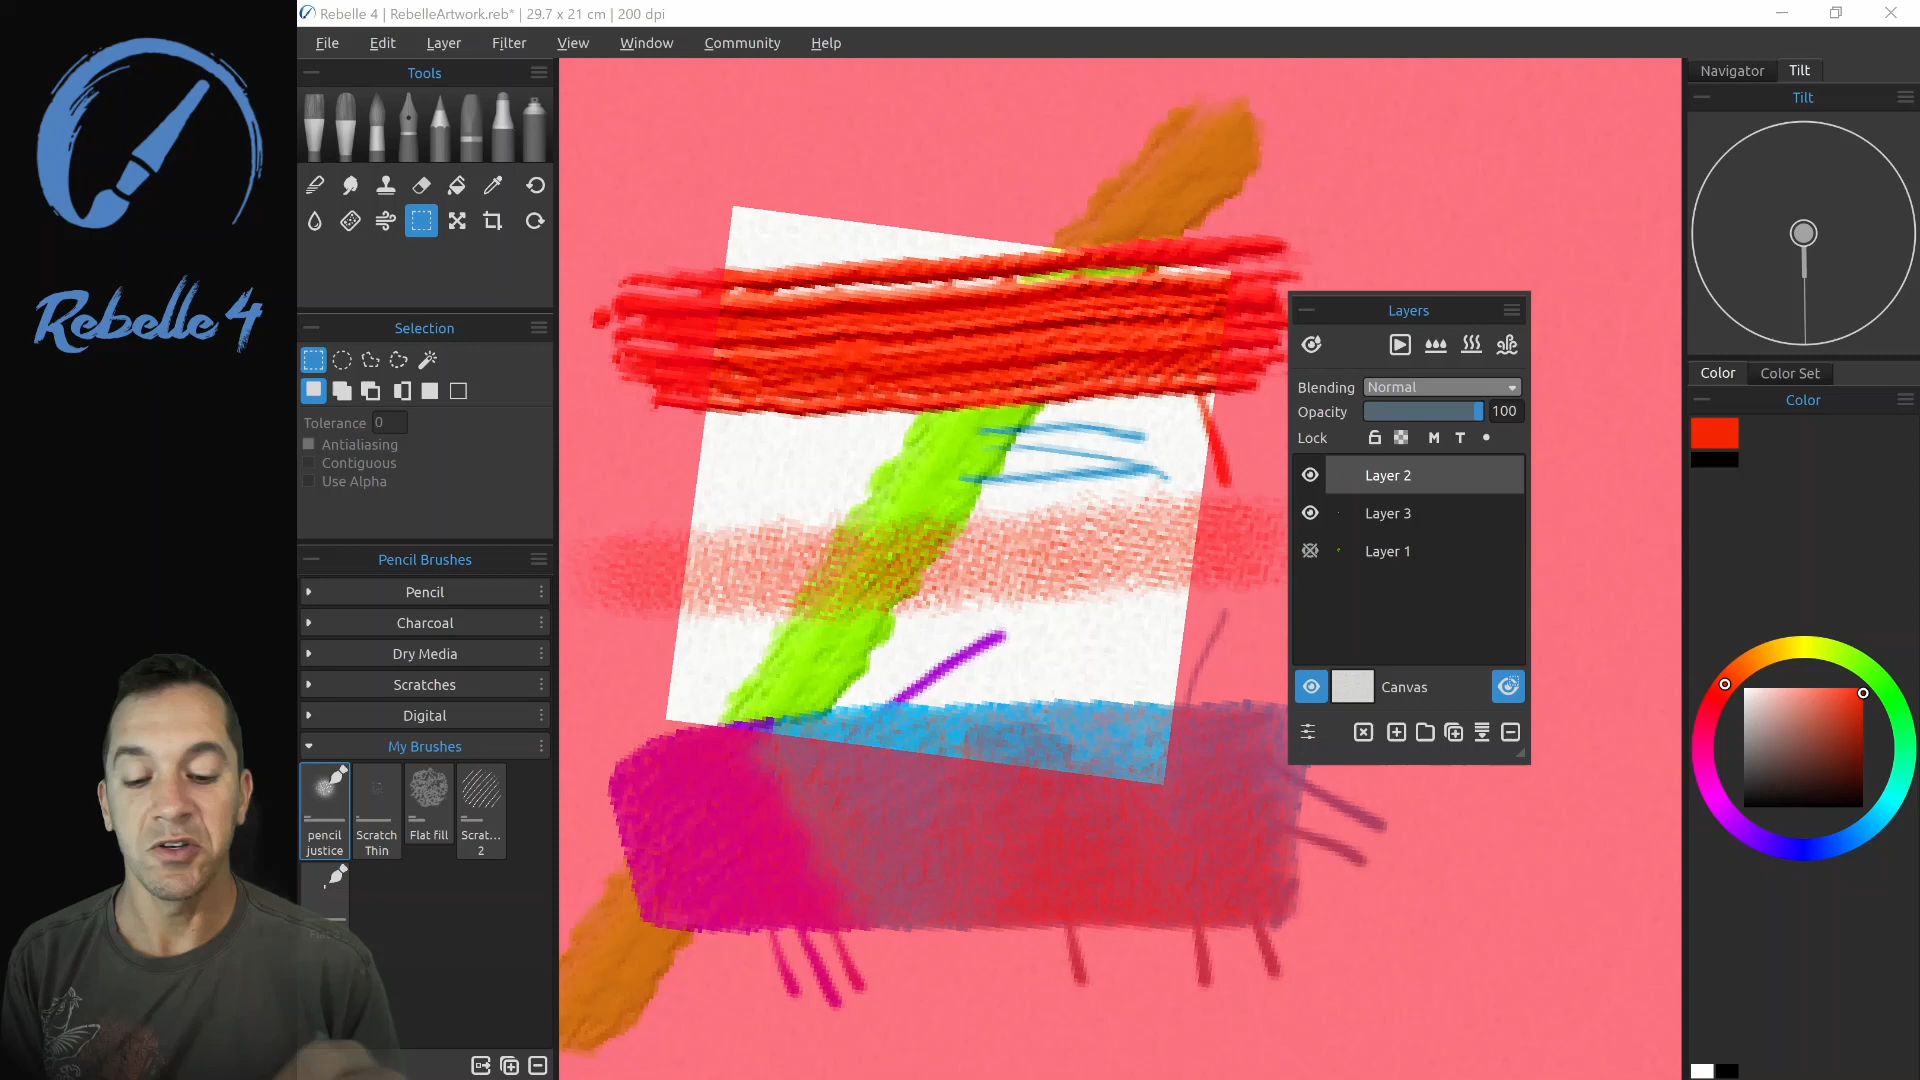 Rebelle 4 | RebelleArtwork.reb* | 29.7 x 21 cm | 200 dpi
File Edit Layer Filter View Window Community Help
Rebelle 4
Tools
Selection
Tolerance 0
Antialiasing
Contiguous
Use Alpha
Pencil Brushes
Pencil
Charcoal
Dry Media
Scratches
Digital
My Brushes
pencil justice
Scratch Thin
Flat fill
Scrat... 2
Layers
Blending Normal
Opacity 100
Lock M T
Layer 2
Layer 3
Layer 1
Canvas
Navigator Tilt
Tilt
Color Color Set
Color